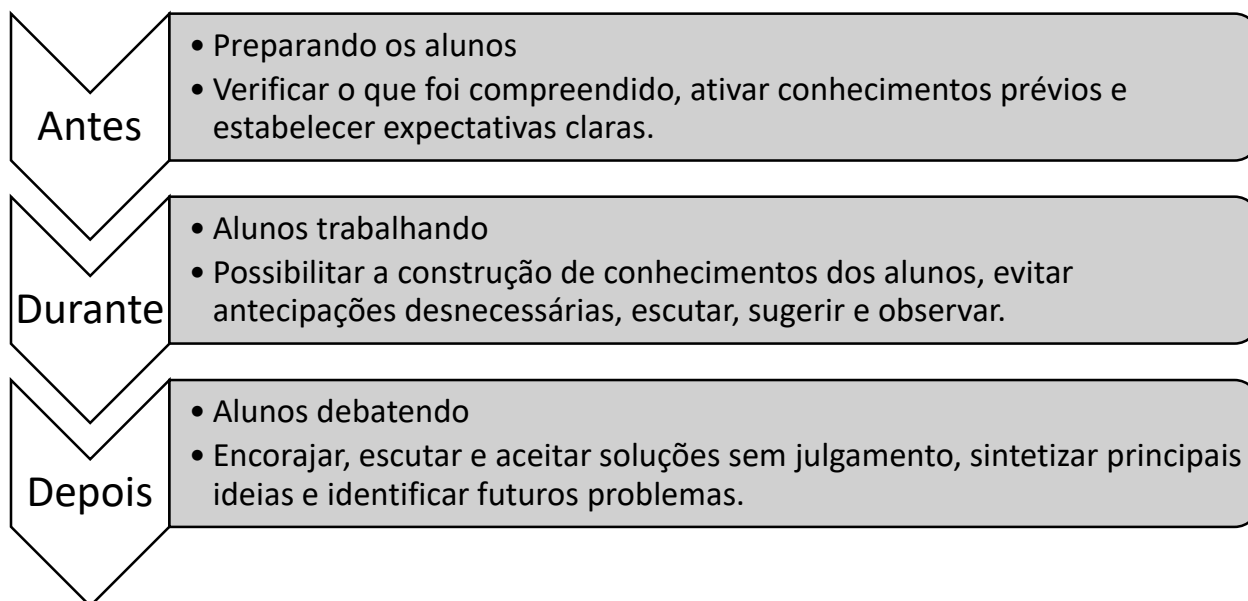 Antes
• Preparando os alunos
• Verificar o que foi compreendido, ativar conhecimentos prévios e
estabelecer expectativas claras.
Durante
• Alunos trabalhando
• Possibilitar a construção de conhecimentos dos alunos, evitar
antecipações desnecessárias, escutar, sugerir e observar.
Depois
• Alunos debatendo
• Encorajar, escutar e aceitar soluções sem julgamento, sintetizar principais
ideias e identificar futuros problemas.